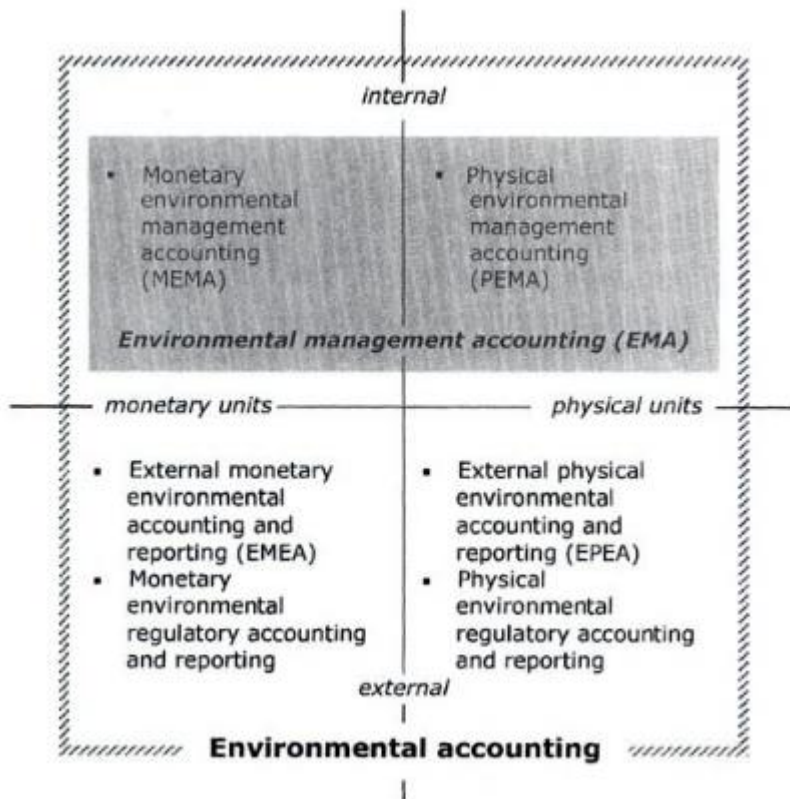 internal
▪ Monetary
environmental
management
accounting
(MEMA)
▪ Physical
environmental
management
accounting
(PEMA)
Environmental management accounting (EMA)
monetary units
physical units
▪ External monetary
environmental
accounting and
reporting (EMEA)
▪ Monetary
environmental
regulatory accounting
and reporting
▪ External physical
environmental
accounting and
reporting (EPEA)
▪ Physical
environmental
regulatory accounting
and reporting
external
Environmental accounting